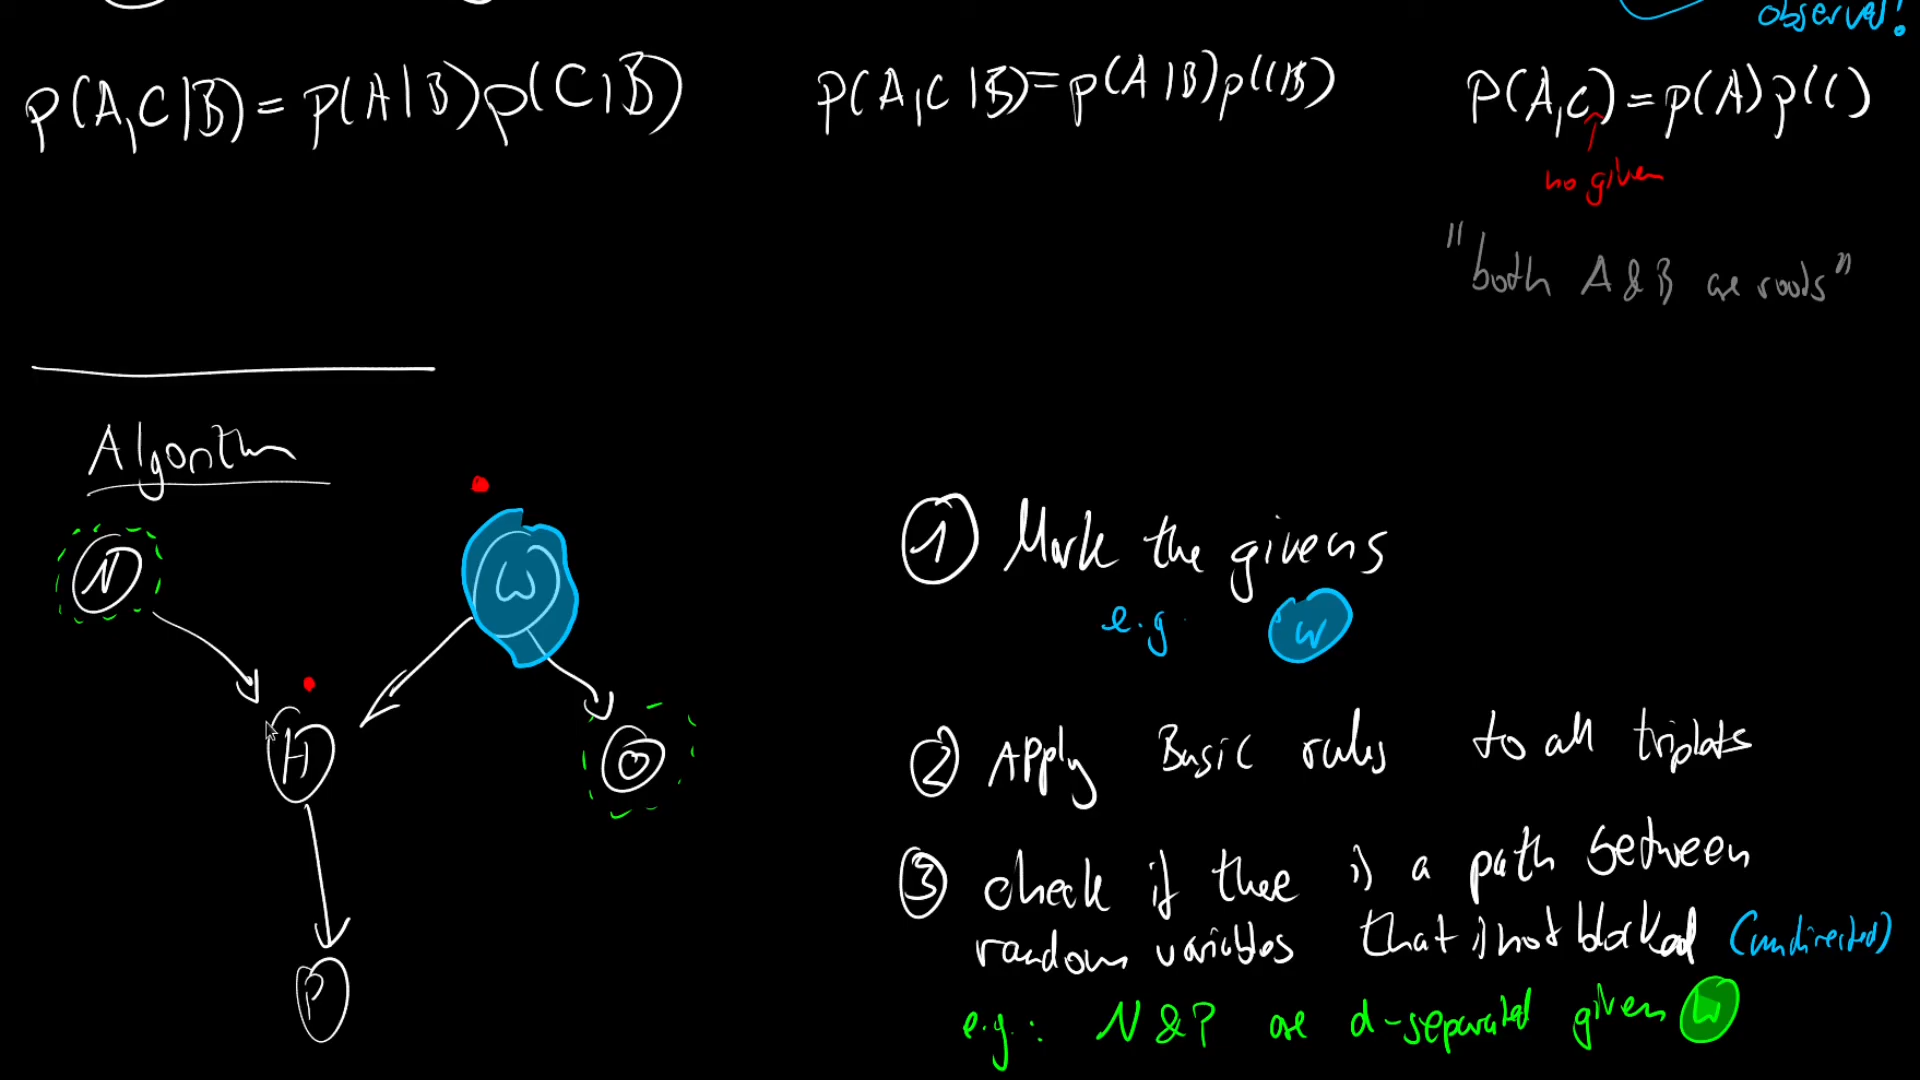 observed!
p(A,C|B) = p(A|B)p(C|B)
p(A,C|B) = p(A|B)p(C|B)
P(A,C) = p(A)p(C)
no given
"both A & B are roots"
Algorithm
N
W
H
O
P
① Mark the givens
e.g. W
② Apply Basic rules to all triplets
③ check if there is a path between
random variables that is not blocked (undirected)
e.g.: N & P are d-separated given W